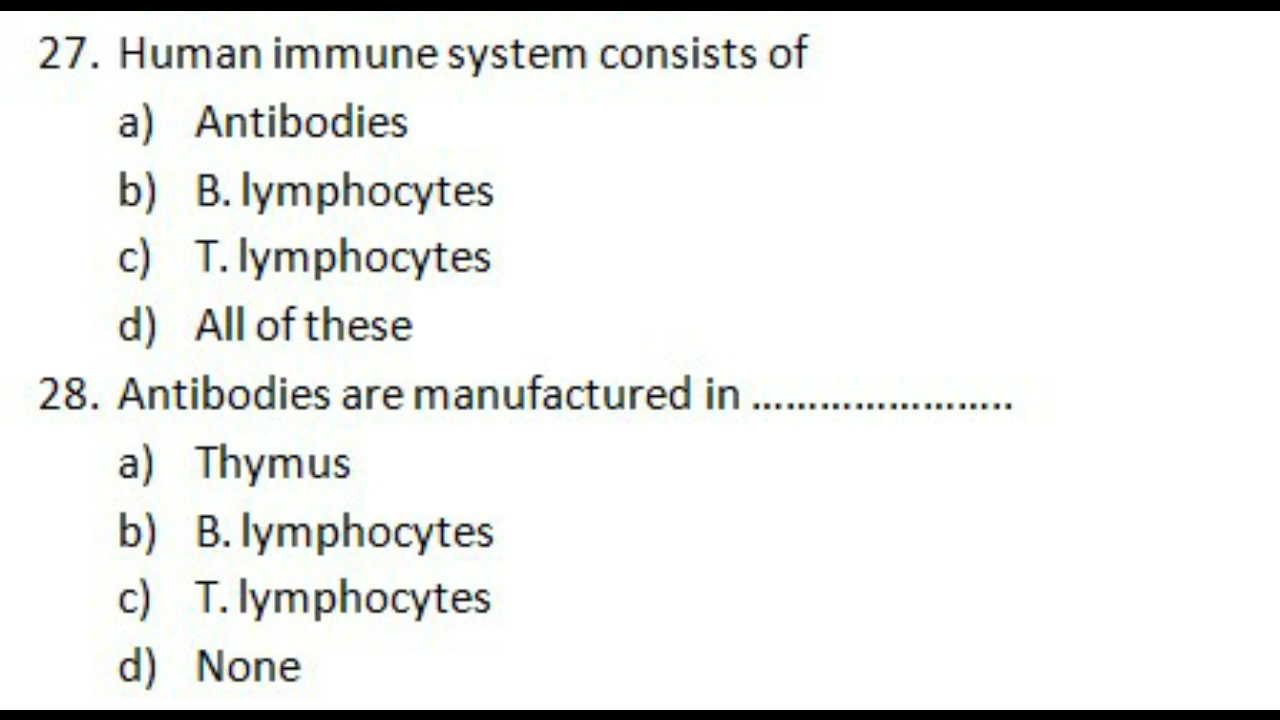 27. Human immune system consists of
a) Antibodies
b) B. lymphocytes
c) T. lymphocytes
d) All of these
28. Antibodies are manufactured in ........................
a) Thymus
b) B. lymphocytes
c) T. lymphocytes
d) None